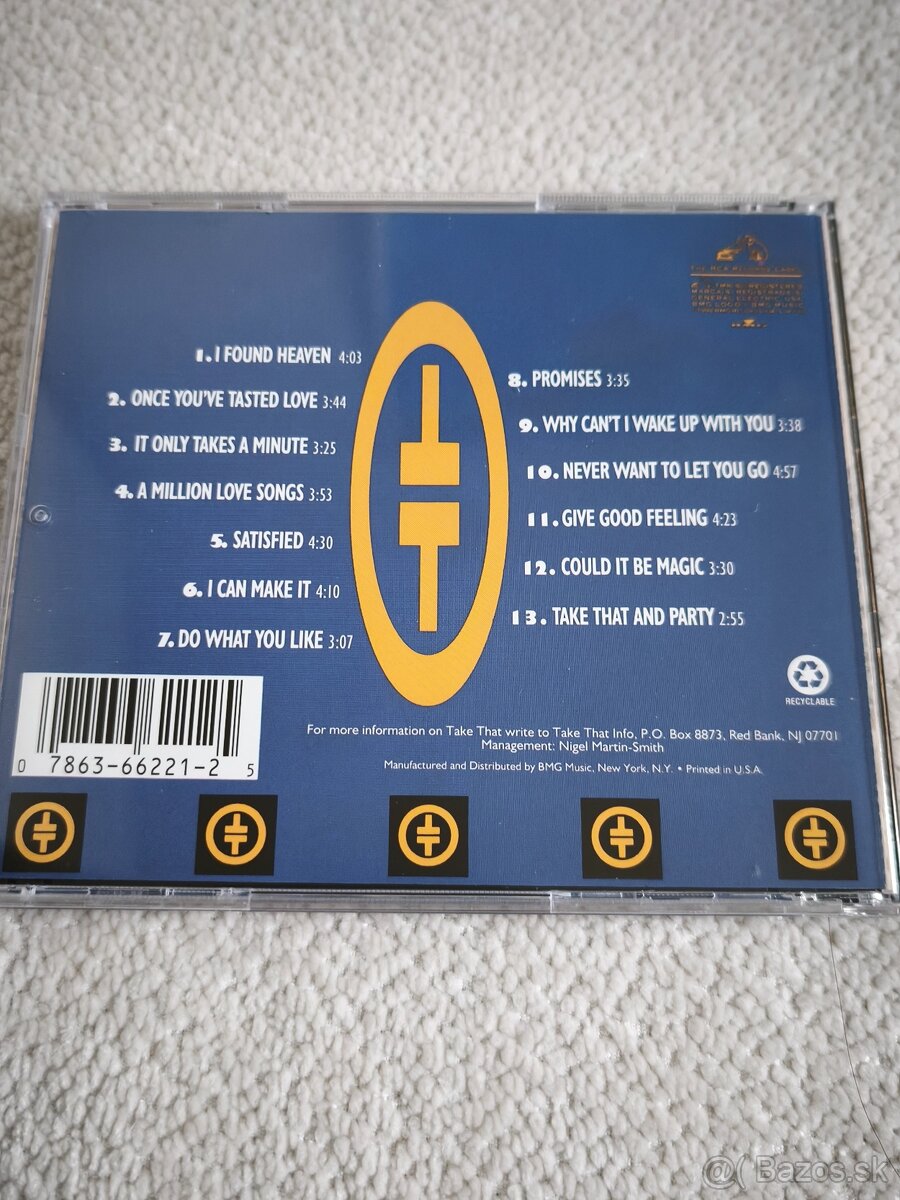 THE RCA RECORDS LABEL
1. I FOUND HEAVEN 4:03
2. ONCE YOU'VE TASTED LOVE 3:44
3. IT ONLY TAKES A MINUTE 3:25
4. A MILLION LOVE SONGS 3:53
5. SATISFIED 4:30
6. I CAN MAKE IT 4:10
7. DO WHAT YOU LIKE 3:07
8. PROMISES 3:35
9. WHY CAN'T I WAKE UP WITH YOU 3:38
10. NEVER WANT TO LET YOU GO 4:57
11. GIVE GOOD FEELING 4:23
12. COULD IT BE MAGIC 3:30
13. TAKE THAT AND PARTY 2:55
RECYCLABLE
For more information on Take That write to Take That Info, P.O. Box 8873, Red Bank, NJ 07701
Management: Nigel Martin-Smith
Manufactured and Distributed by BMG Music, New York, N.Y. • Printed in U.S.A.
0 7863-66221-2 5
@( Bazos.sk